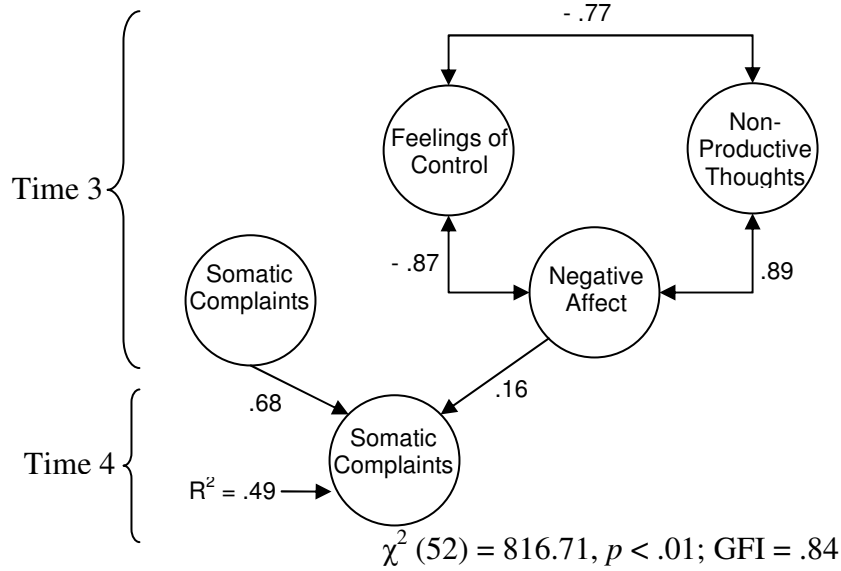 - .77
Feelings of
Control
Non-
Productive
Thoughts
Time 3
- .87
.89
Somatic
Complaints
Negative
Affect
.68
.16
Somatic
Complaints
Time 4
R² = .49
χ² (52) = 816.71, p < .01; GFI = .84